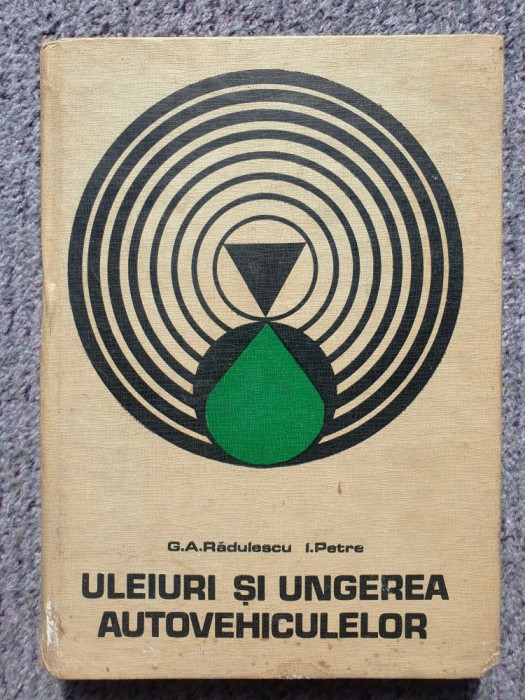 G.A.Rădulescu I.Petre
ULEIURI ȘI UNGEREA
AUTOVEHICULELOR